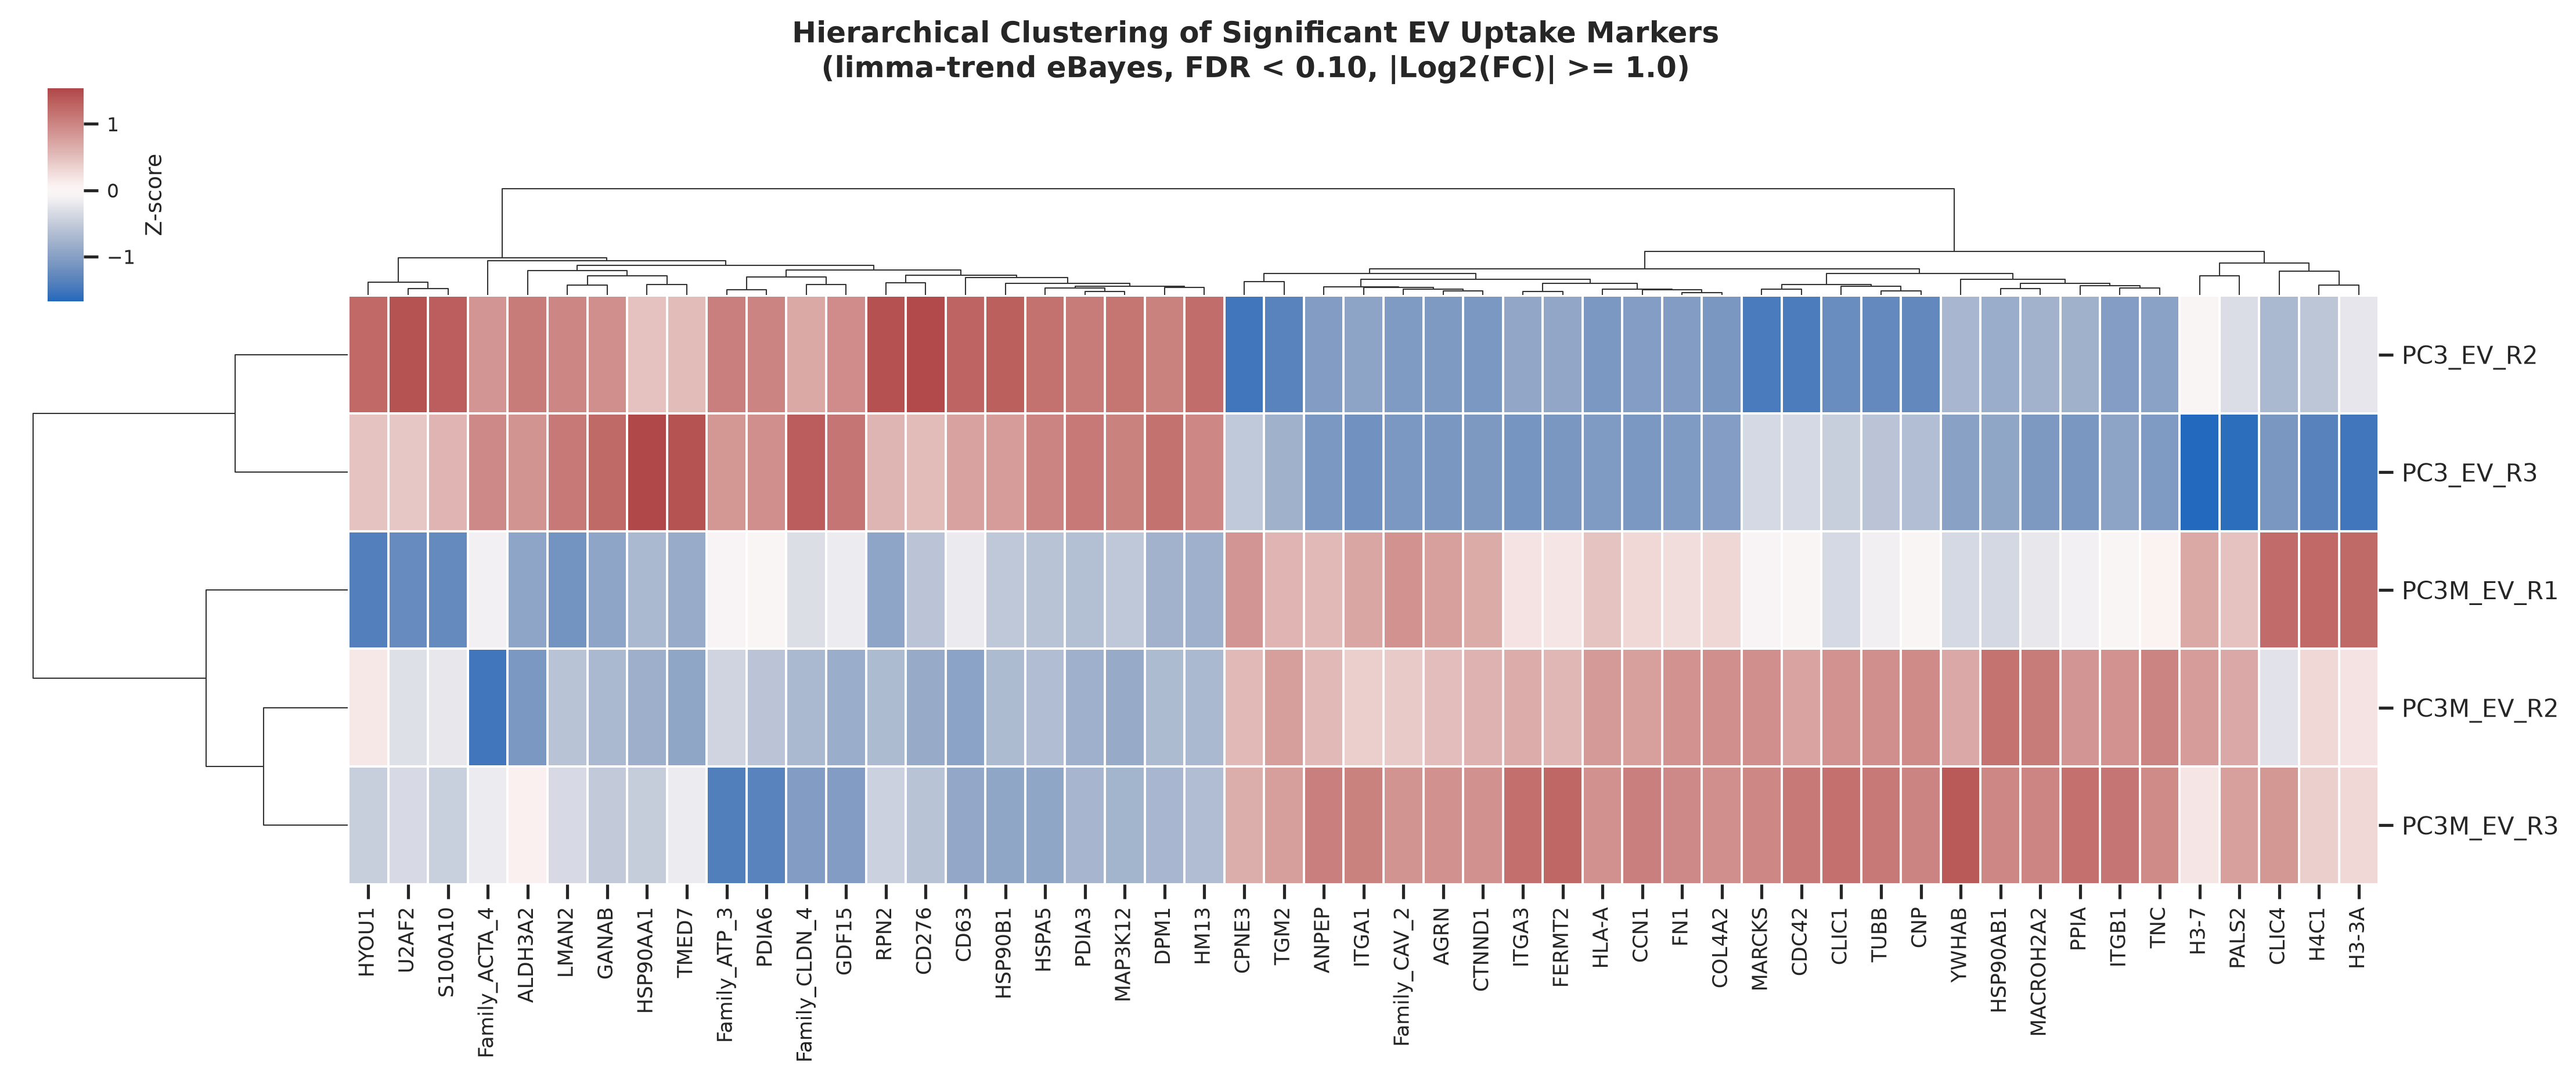 Hierarchical Clustering of Significant EV Uptake Markers
(limma-trend eBayes, FDR < 0.10, |Log2(FC)| >= 1.0)
1
0
−1
Z-score
PC3_EV_R2
PC3_EV_R3
PC3M_EV_R1
PC3M_EV_R2
PC3M_EV_R3
HYOU1
U2AF2
S100A10
Family_ACTA_4
ALDH3A2
LMAN2
GANAB
HSP90AA1
TMED7
Family_ATP_3
PDIA6
Family_CLDN_4
GDF15
RPN2
CD276
CD63
HSP90B1
HSPA5
PDIA3
MAP3K12
DPM1
HM13
CPNE3
TGM2
ANPEP
ITGA1
Family_CAV_2
AGRN
CTNND1
ITGA3
FERMT2
HLA-A
CCN1
FN1
COL4A2
MARCKS
CDC42
CLIC1
TUBB
CNP
YWHAB
HSP90AB1
MACROH2A2
PPIA
ITGB1
TNC
H3-7
PALS2
CLIC4
H4C1
H3-3A